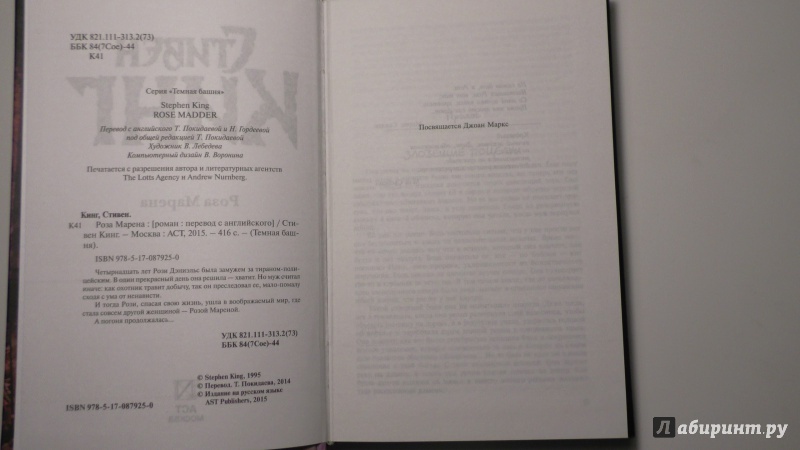 УДК 821.111-313.2(73)
ББК 84(7Сое)-44
К41
Серия «Темная башня»
Stephen King
ROSE MADDER
Перевод с английского Т. Покидаевой и Н. Гордеевой
под общей редакцией Т. Покидаевой
Художник В. Лебедева
Компьютерный дизайн В. Воронина
Печатается с разрешения автора и литературных агентств
The Lotts Agency и Andrew Nurnberg.
Кинг, Стивен.
К41 Роза Марена : [роман : перевод с английского] / Сти-
вен Кинг. – Москва : АСТ, 2015. – 416 с. – (Темная баш-
ня).
ISBN 978-5-17-087925-0
Четырнадцать лет Рози Дэниэльс была замужем за тираном-поли-
цейским. В один прекрасный день она решила – хватит. Но муж считал
иначе: как охотник травит добычу, так он преследовал ее, мало-помалу
сходя с ума от ненависти.
И тогда Рози, спасая свою жизнь, ушла в воображаемый мир, где
стала совсем другой женщиной – Розой Мареной.
А погоня продолжалась...
УДК 821.111-313.2(73)
ББК 84(7Сое)-44
© Stephen King, 1995
© Перевод. Т. Покидаева, 2014
© Издание на русском языке
AST Publishers, 2015
ISBN 978-5-17-087925-0
Посвящается Джоан Маркс
Лабиринт.ру